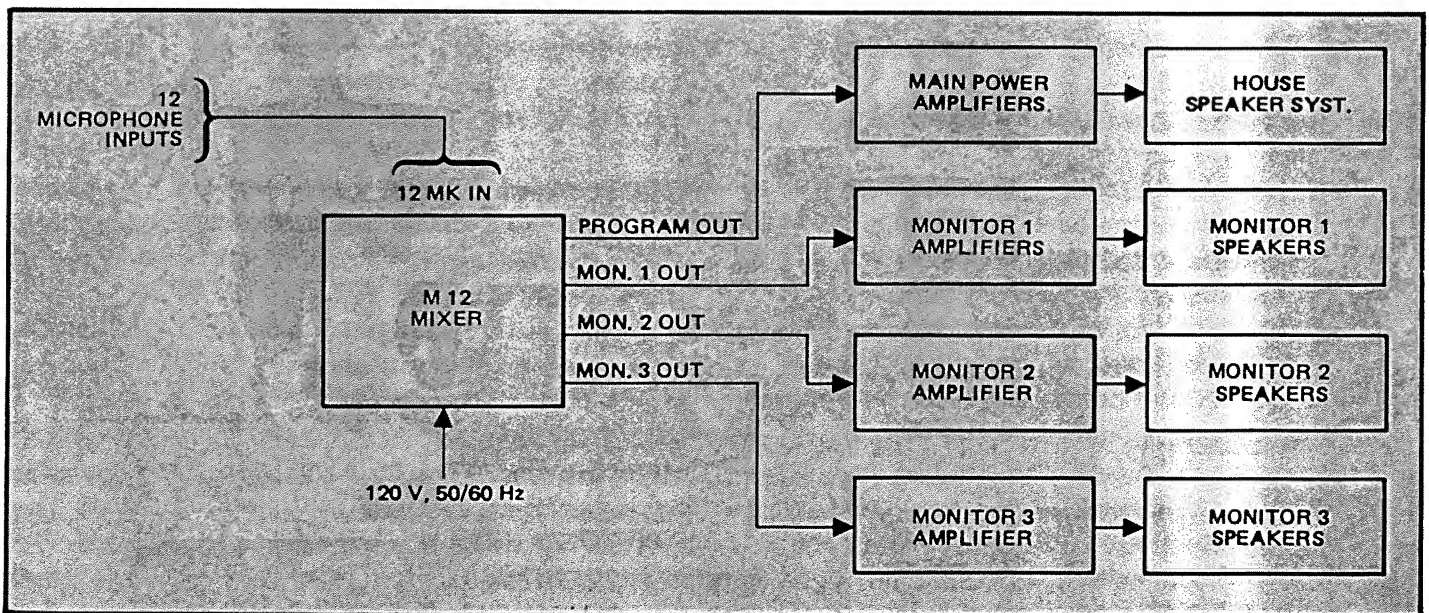 12
MICROPHONE
INPUTS
12 MK IN
M 12
MIXER
120 V, 50/60 Hz
PROGRAM OUT
MON. 1 OUT
MON. 2 OUT
MON. 3 OUT
MAIN POWER
AMPLIFIERS.
HOUSE
SPEAKER SYST.
MONITOR 1
AMPLIFIERS
MONITOR 1
SPEAKERS
MONITOR 2
AMPLIFIER
MONITOR 2
SPEAKERS
MONITOR 3
AMPLIFIER
MONITOR 3
SPEAKERS